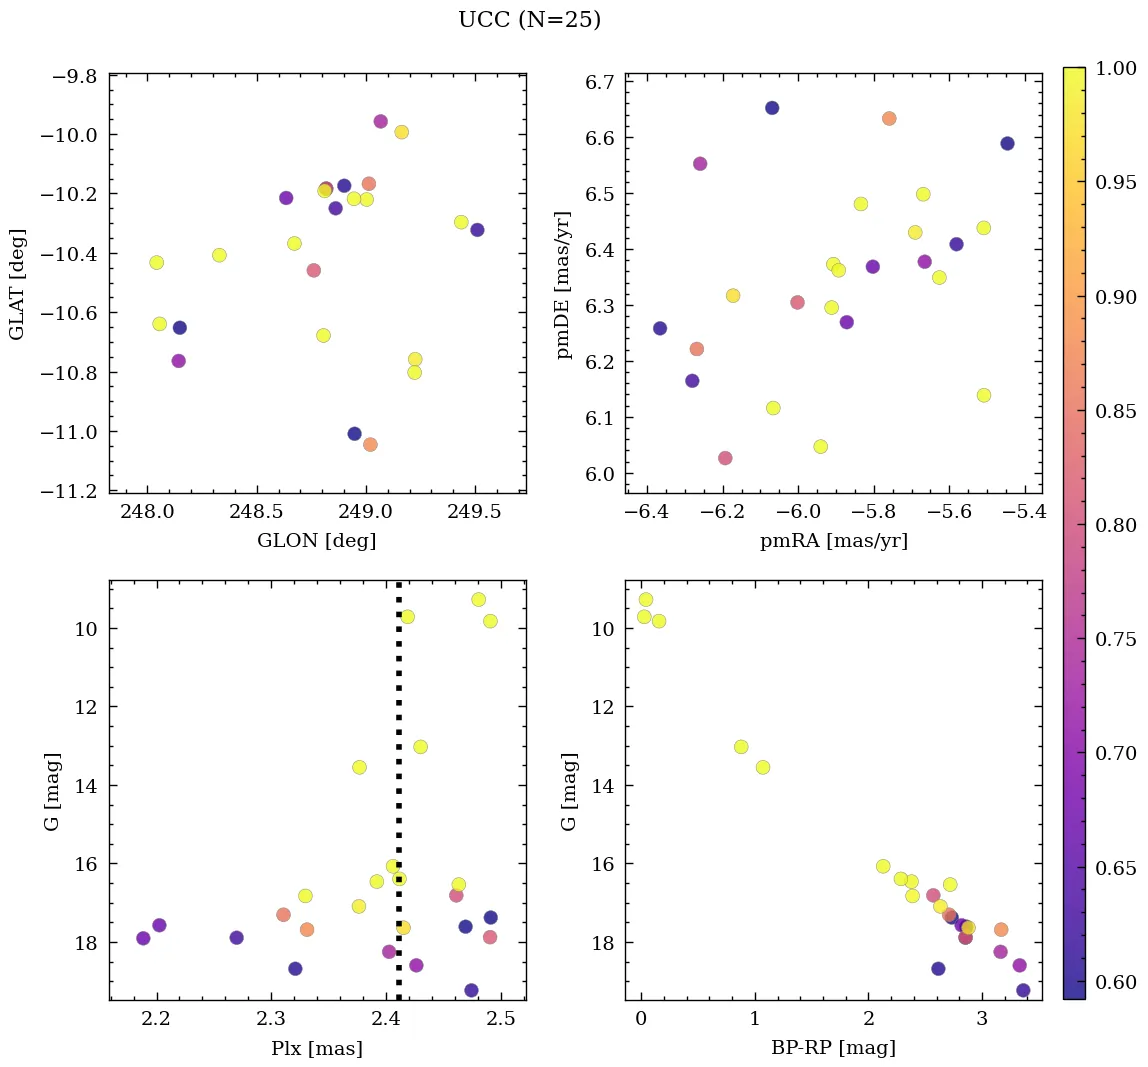 UCC (N=25)
−9.8
−10.0
−10.2
−10.4
−10.6
−10.8
−11.0
−11.2
GLAT [deg]
248.0 248.5 249.0 249.5
GLON [deg]
6.7
6.6
6.5
6.4
6.3
6.2
6.1
6.0
pmDE [mas/yr]
−6.4 −6.2 −6.0 −5.8 −5.6 −5.4
pmRA [mas/yr]
10
12
14
16
18
G [mag]
2.2 2.3 2.4 2.5
Plx [mas]
10
12
14
16
18
G [mag]
0 1 2 3
BP-RP [mag]
1.00
0.95
0.90
0.85
0.80
0.75
0.70
0.65
0.60